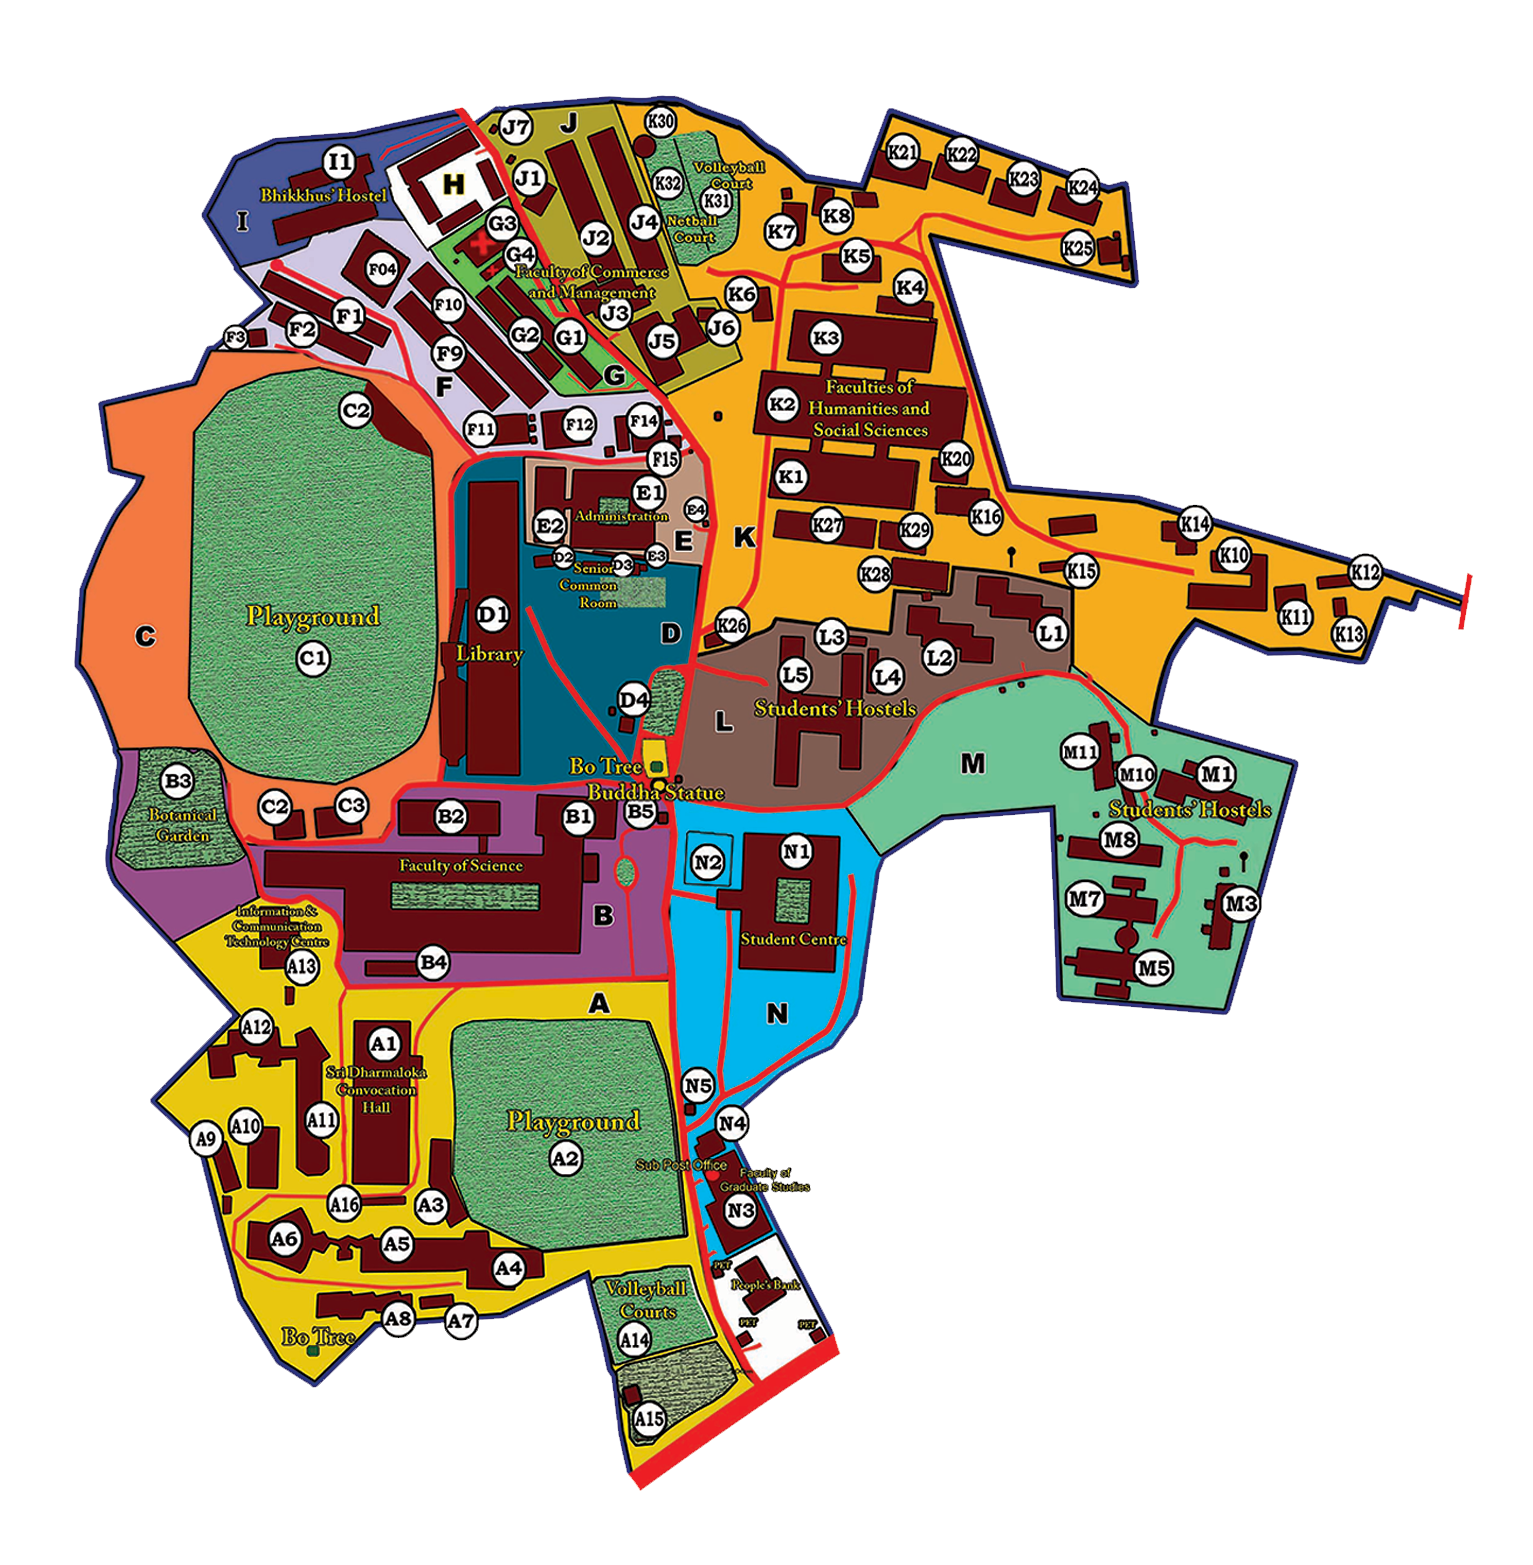 K30
J7
J
K21
K22
I1
H
J1
K32
Volleyball
Court
K31
K23
K24
Bhikkhus' Hostel
I
G3
J2
J4
Netball
Court
K7
K8
K25
G4
F04
Faculty of Commerce
and Management
K5
K4
K6
F10
F1
F2
F3
J3
G2
G1
J5
J6
K3
F9
F
G
Faculties of
Humanities and
Social Sciences
K2
C2
F11
F12
F14
F15
K20
K1
E1
Administration
E2
E4
E
K16
K27
K29
K
K14
K10
D2
D3
E3
Senior
Common
Room
K28
K15
K12
K11
K13
Playground
C1
C
D1
Library
D
K26
L3
L1
L2
L5
L4
Students' Hostels
L
D4
M
M11
M10
M1
Students' Hostels
Bo Tree
Buddha Statue
B3
Botanical
Garden
C2
C3
B2
B1
B5
M8
Faculty of Science
N2
N1
M7
M3
Information &
Communication
Technology Centre
B
Student Centre
A13
B4
M5
A
N
A12
A1
Sri Dharmaloka
Convocation
Hall
N5
A11
A10
A9
Playground
A2
N4
Sub Post Office
Faculty of
Graduate Studies
A16
A3
N3
A6
A5
A4
PET
People's Bank
Volleyball
Courts
A14
A8
A7
Bo Tree
PET
PET
A15